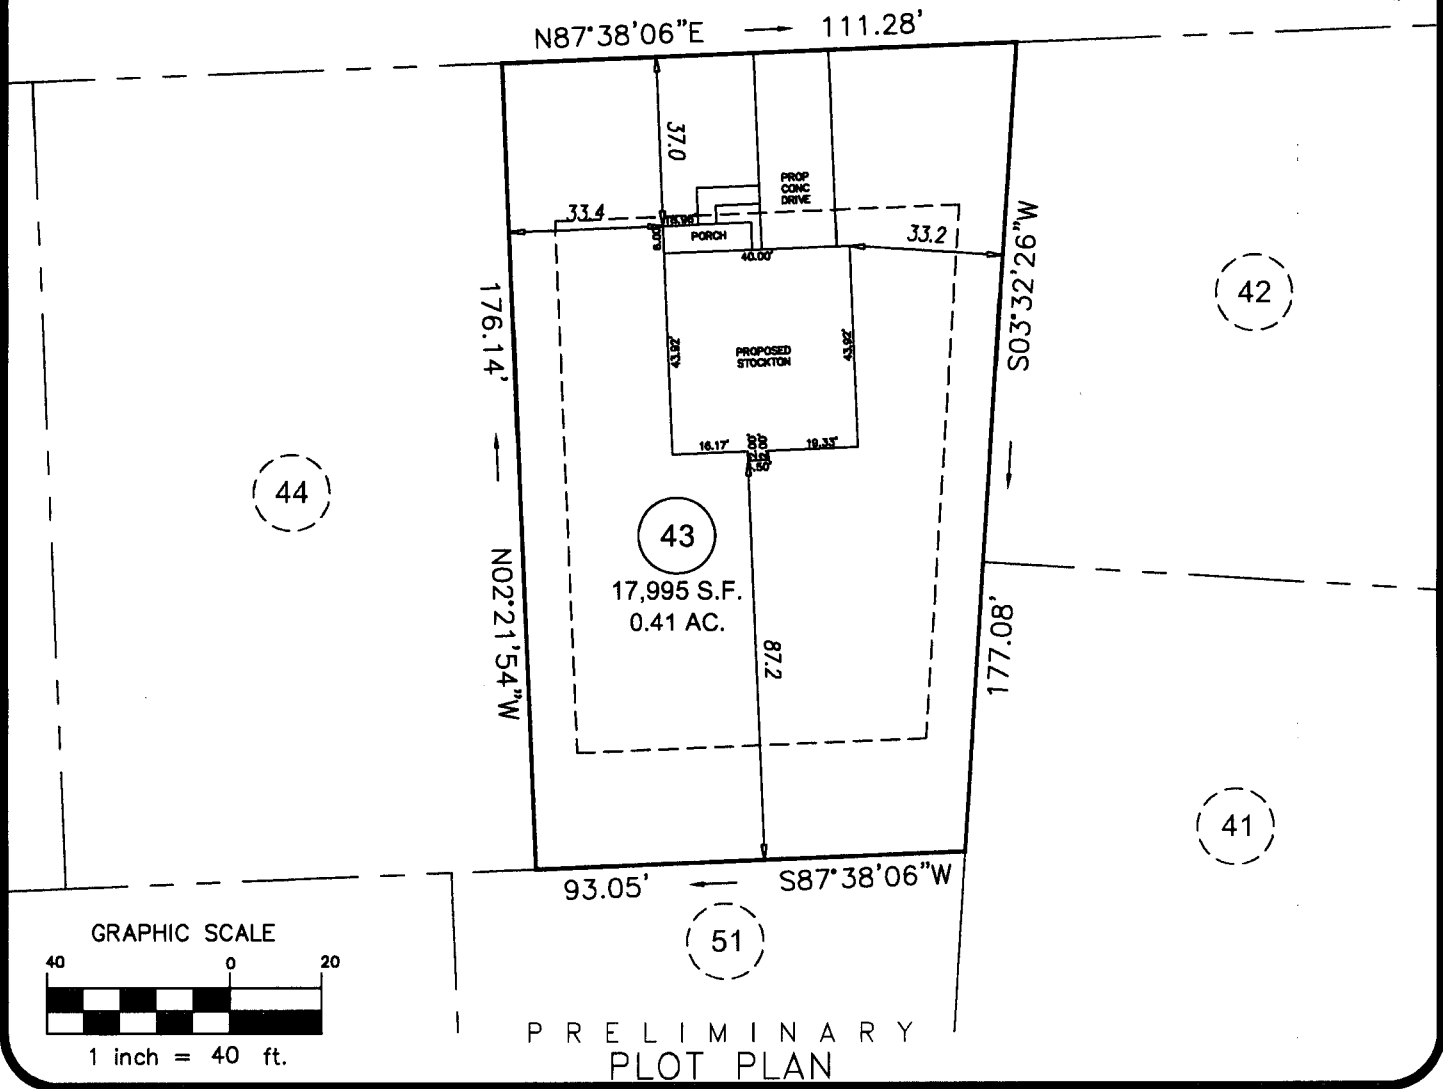 N87°38'06"E 111.28'
37.0
PROP
CONC
DRIVE
33.4
6.00'
PORCH
40.00'
33.2
S03°32'26"W
177.08'
176.14'
N02°21'54"W
43.92'
PROPOSED
STOCKTON
43.92'
16.17'
19.33'
42
44
43
17,995 S.F.
0.41 AC.
87.2
41
93.05' S87°38'06"W
51
GRAPHIC SCALE
40 0 20
1 inch = 40 ft.
PRELIMINARY
PLOT PLAN